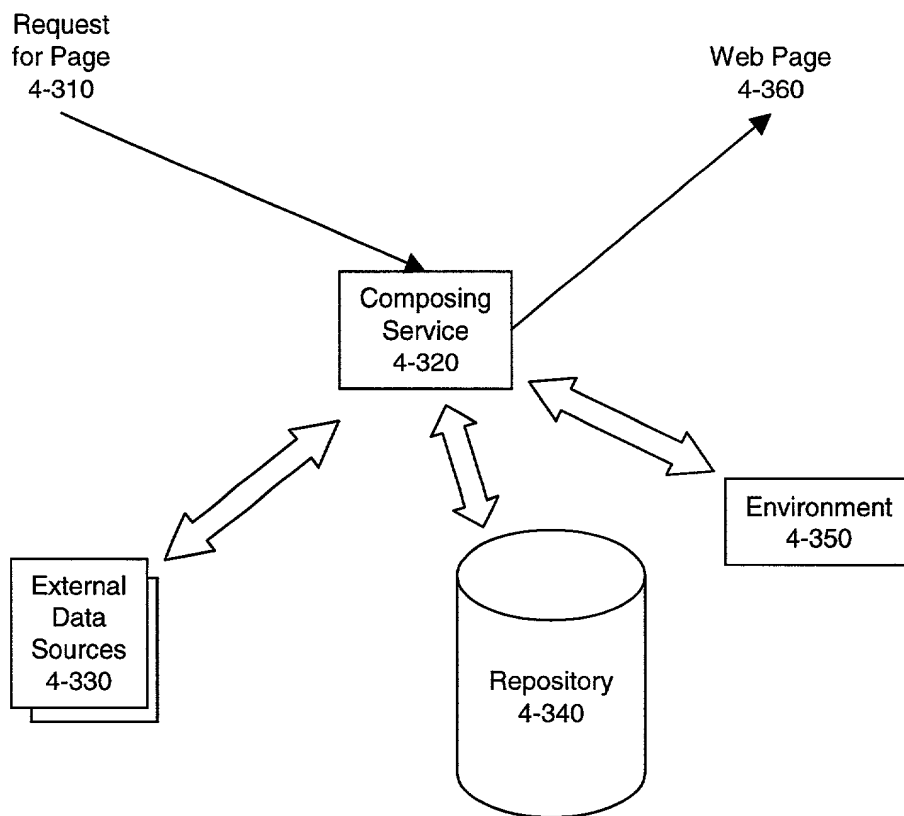 Request
for Page
4-310
Web Page
4-360
Composing
Service
4-320
Environment
4-350
External
Data
Sources
4-330
Repository
4-340